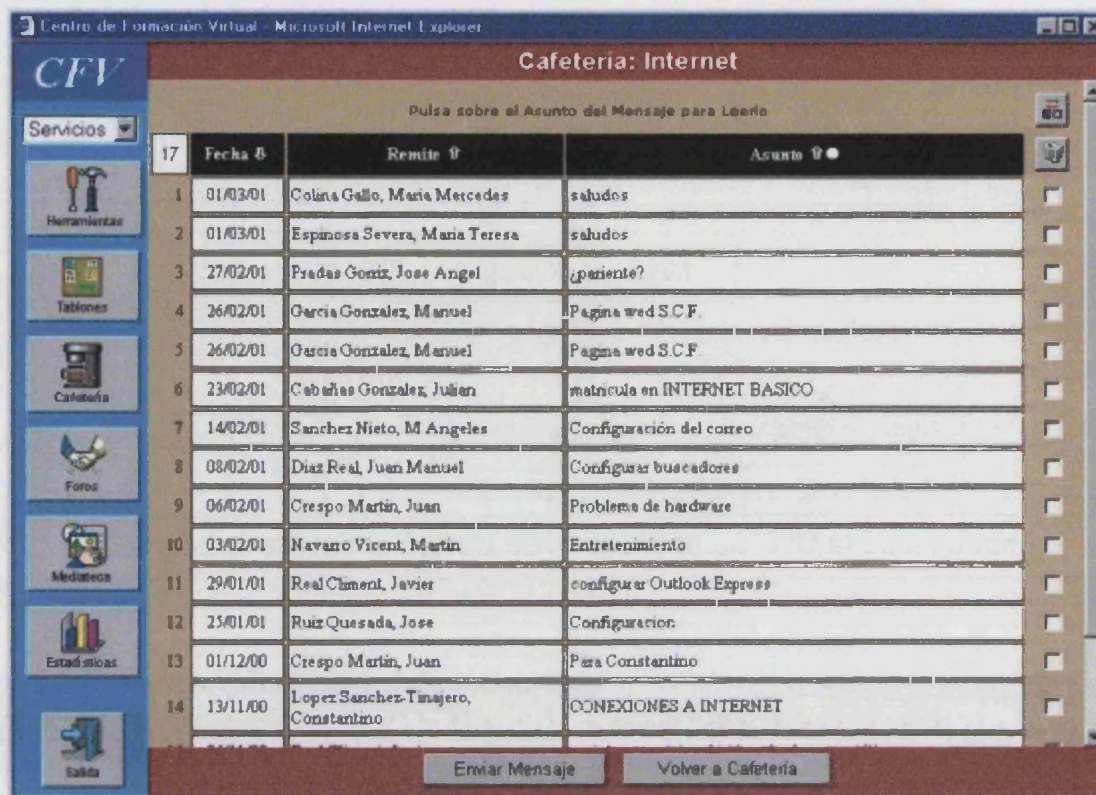 Centro de Formación Virtual - Microsoft Internet Explorer
CFV
Cafetería: Internet
Pulsa sobre el Asunto del Mensaje para Leerlo
Servicios
Herramientas
Tablones
Cafetería
Foros
Mediateca
Estadísticas
Salida
17 Fecha Remite Asunto
1 01/03/01 Colina Gallo, Maria Mercedes saludos
2 01/03/01 Espinosa Severa, Maria Teresa saludos
3 27/02/01 Pradas Gorriz, Jose Angel ¿pariente?
4 26/02/01 Garcia Gonzalez, Manuel Pagina wed S.C.F.
5 26/02/01 Garcia Gonzalez, Manuel Pagina wed S.C.F.
6 23/02/01 Cabañas Gonzalez, Julian matricula en INTERNET BASICO
7 14/02/01 Sanchez Nieto, M Angeles Configuración del correo
8 08/02/01 Diaz Real, Juan Manuel Configurar buscadores
9 06/02/01 Crespo Martin, Juan Problema de hardware
10 03/02/01 Navarro Vicent, Martin Entretenimiento
11 29/01/01 Real Climent, Javier configurar Outlook Express
12 25/01/01 Ruiz Quesada, Jose Configuracion
13 01/12/00 Crespo Martin, Juan Para Constantino
14 13/11/00 Lopez Sanchez-Tinajero, Constantino CONEXIONES A INTERNET
Enviar Mensaje
Volver a Cafetería